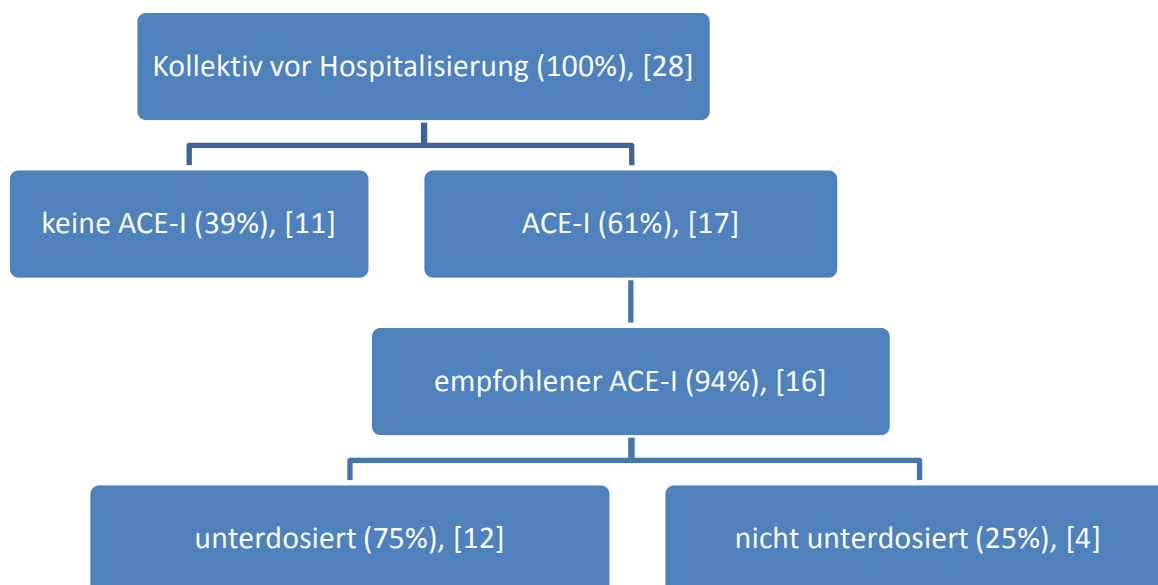 Kollektiv vor Hospitalisierung (100%), [28]
keine ACE-I (39%), [11]
ACE-I (61%), [17]
empfohlener ACE-I (94%), [16]
unterdosiert (75%), [12]
nicht unterdosiert (25%), [4]